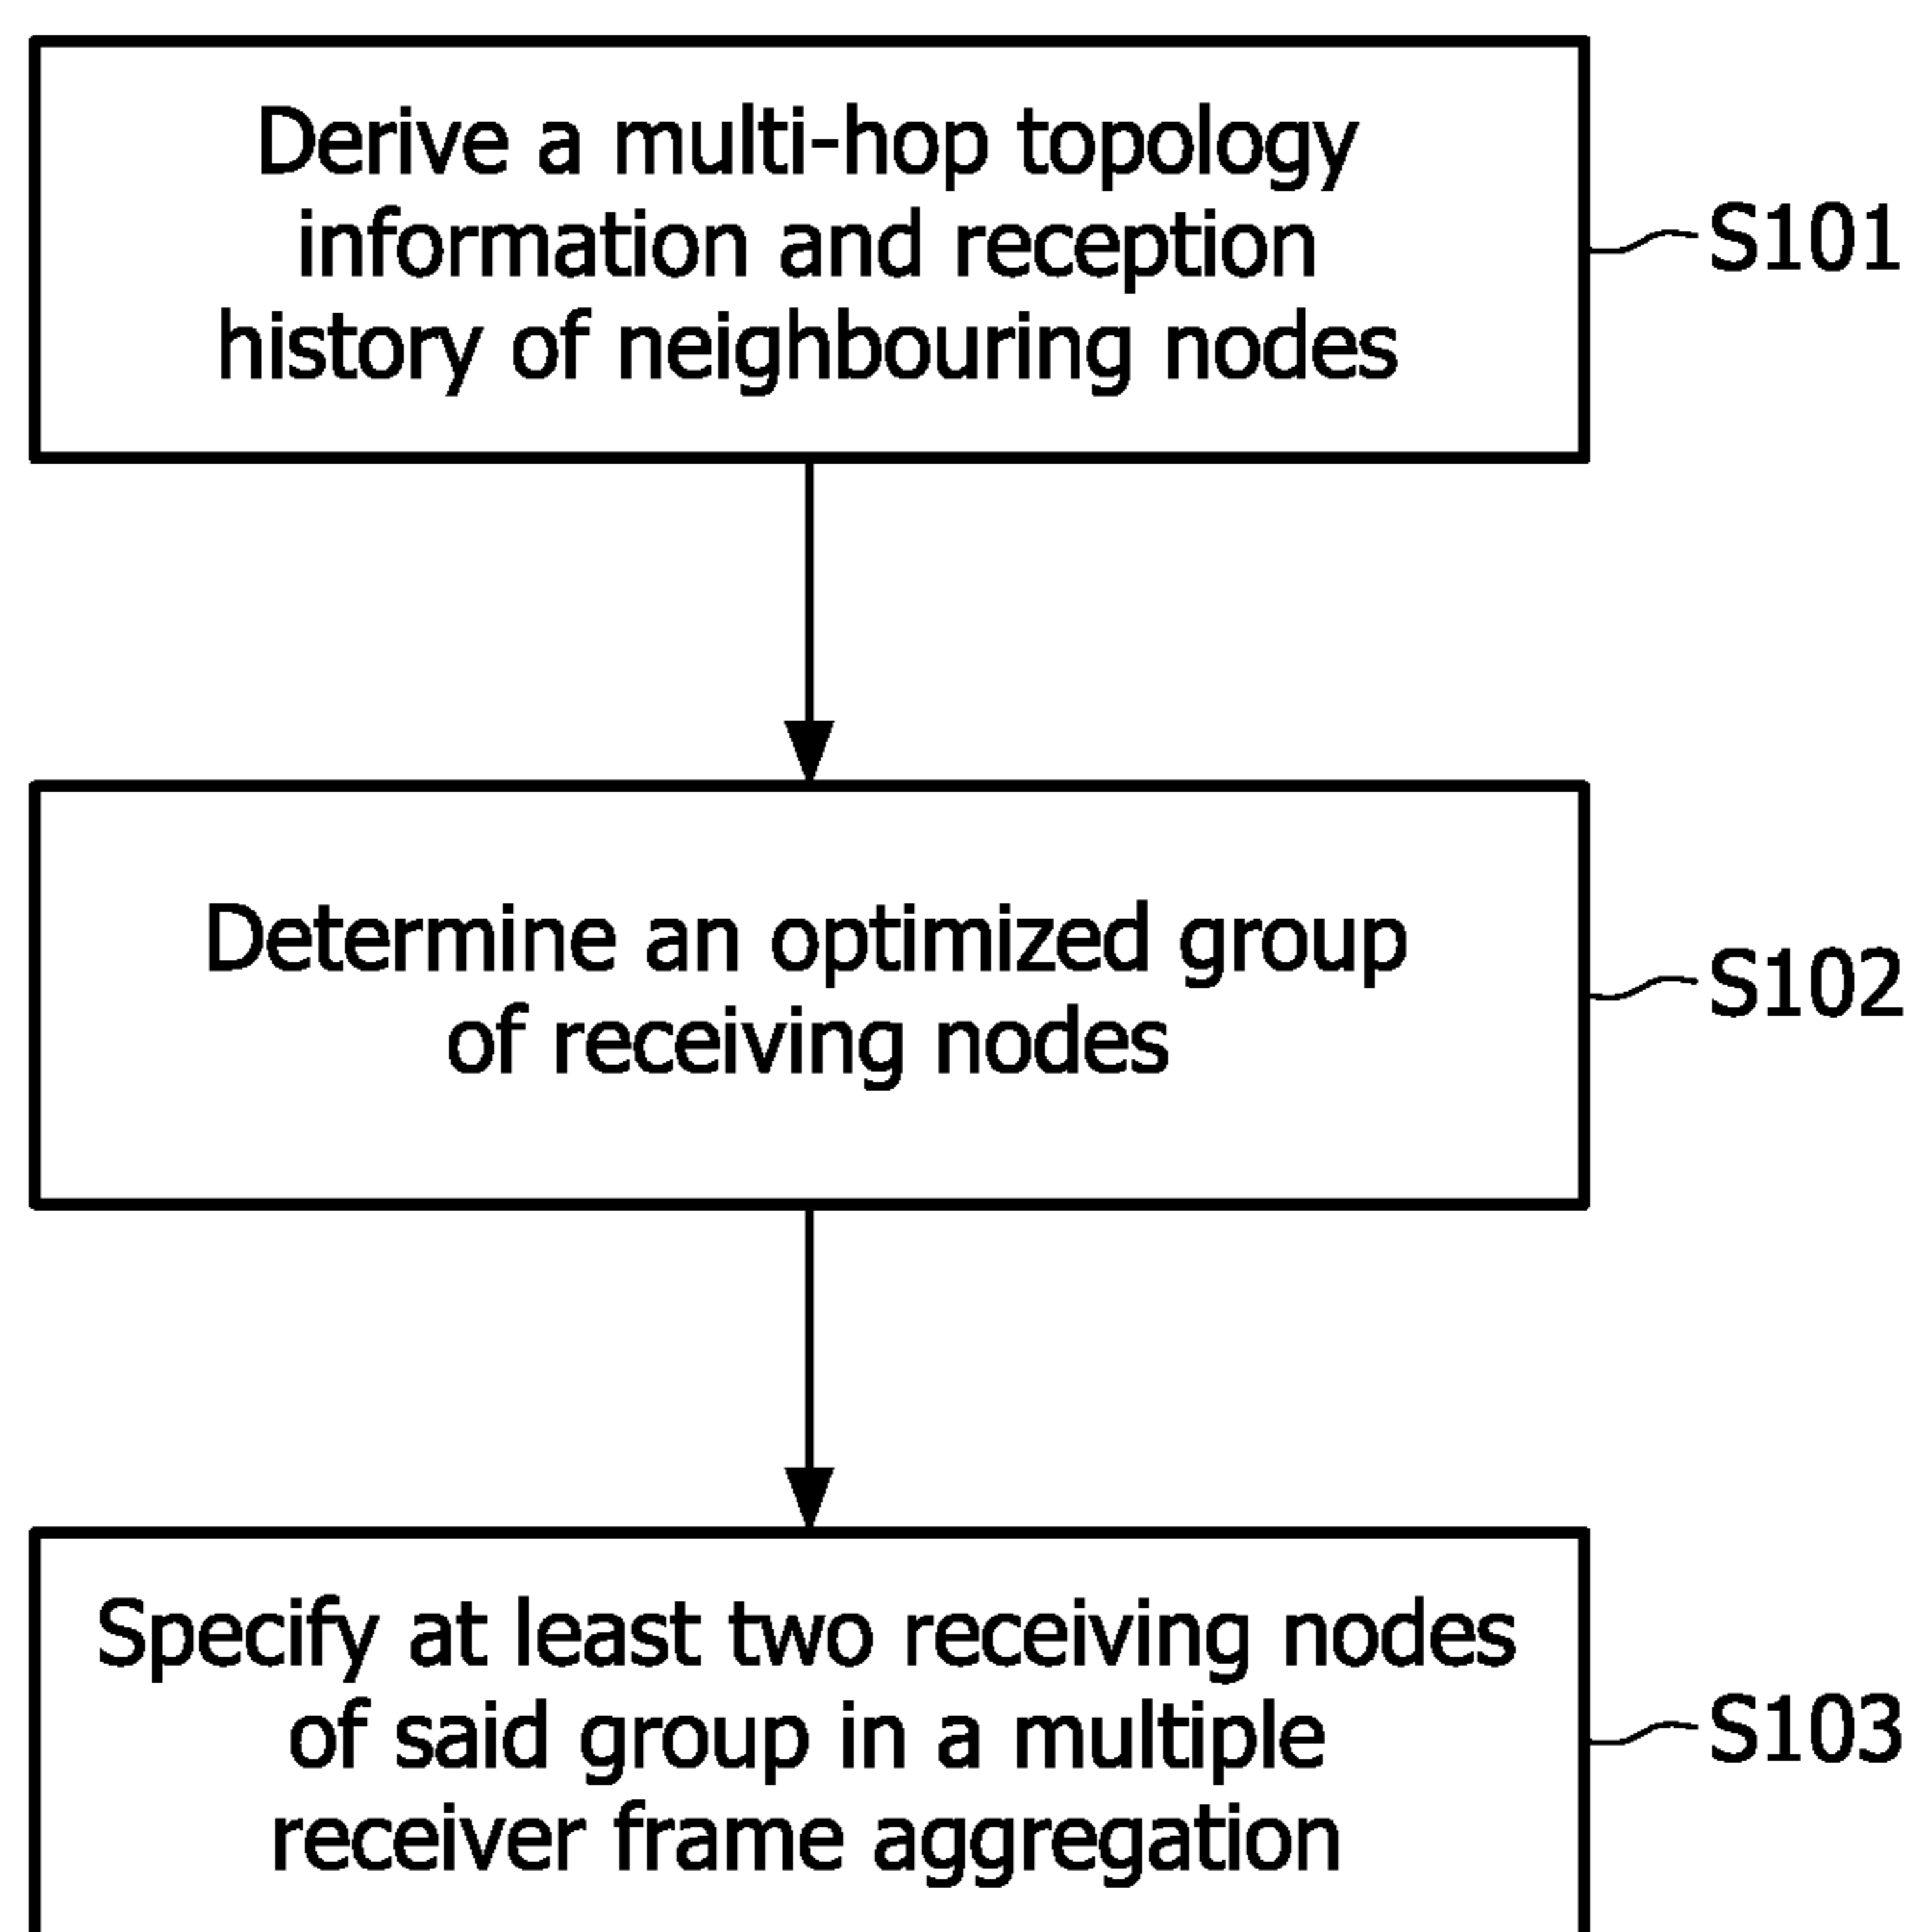 Derive a multi-hop topology
information and reception
history of neighbouring nodes
S101
Determine an optimized group
of receiving nodes
S102
Specify at least two receiving nodes
of said group in a multiple
receiver frame aggregation
S103